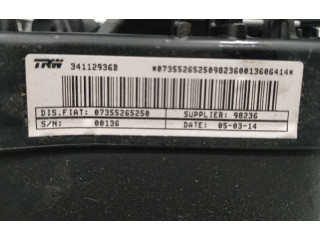 TRW 34112936B *07355265250982360013606414*
DIS.FIAT: 07355265250 SUPPLIER: 98236
S/N: 00136 DATE: 05-03-14